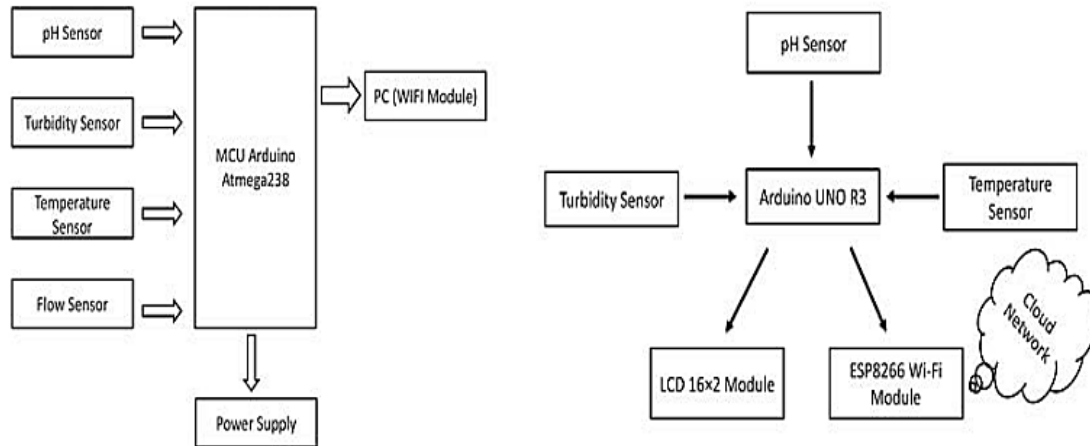 pH Sensor
Turbidity Sensor
Temperature
Sensor
Flow Sensor
MCU Arduino
Atmega238
PC (WIFI Module)
Power Supply
pH Sensor
Turbidity Sensor
Arduino UNO R3
Temperature
Sensor
LCD 16×2 Module
ESP8266 Wi-Fi
Module
Cloud
Network